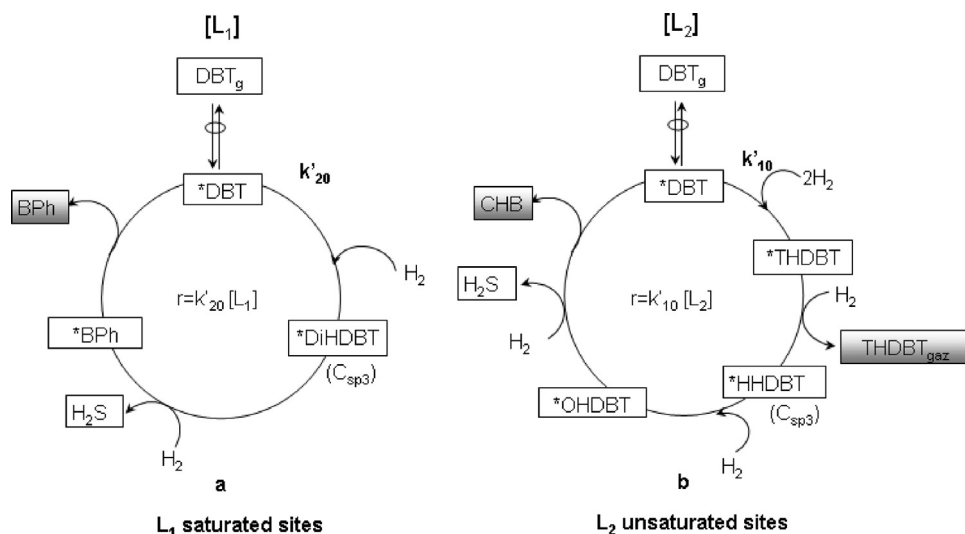 [L₁]
DBTg
k'₂₀
*DBT
BPh
H₂
r=k'₂₀ [L₁]
*BPh
*DiHDBT
(Csp3)
H₂S
H₂
a
L₁ saturated sites
[L₂]
DBTg
k'₁₀
*DBT
2H₂
CHB
*THDBT
H₂S
r=k'₁₀ [L₂]
H₂
H₂
THDBTgaz
*OHDBT
*HHDBT
(Csp3)
H₂
b
L₂ unsaturated sites